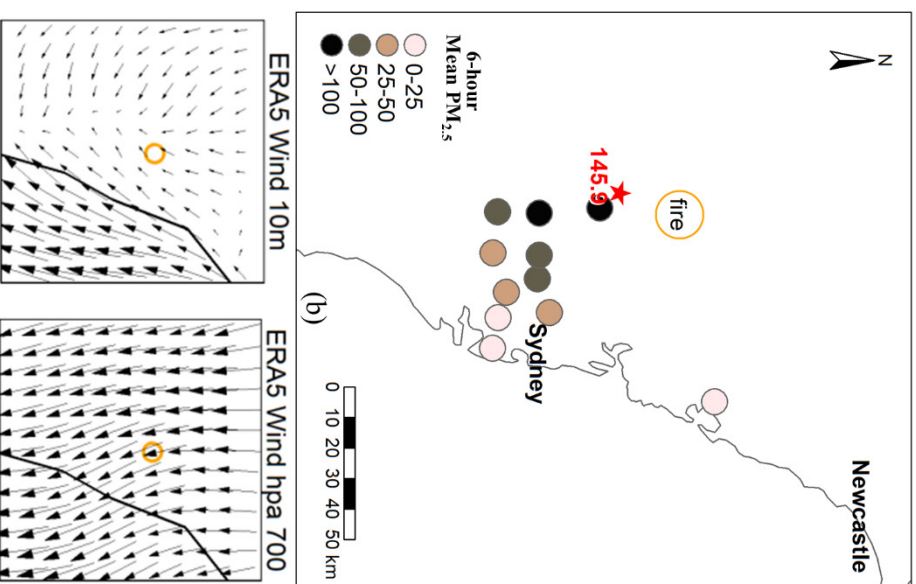 N
fire
145.9
Newcastle
Sydney
6-hour
Mean PM2.5
0-25
25-50
50-100
>100
0 10 20 30 40 50 km
(b)
ERA5 Wind 10m
ERA5 Wind hpa 700